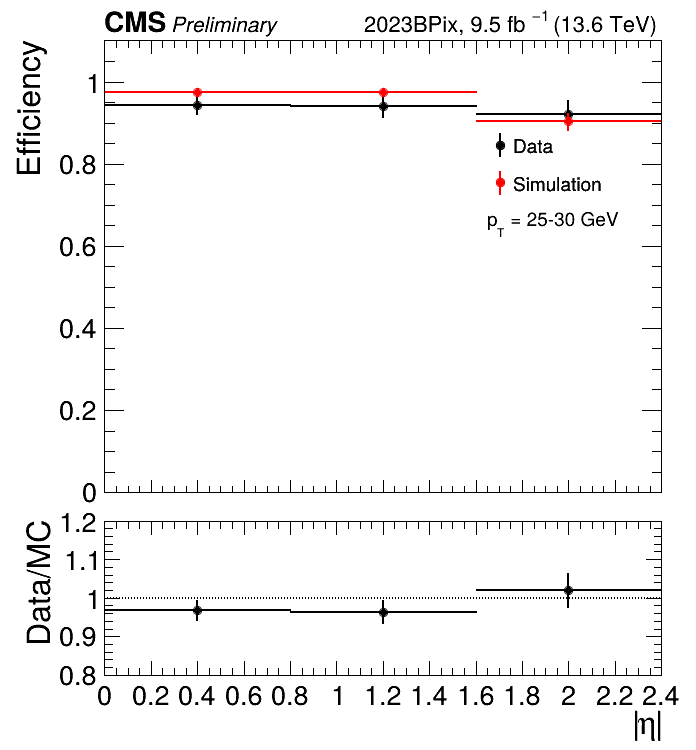 CMS Preliminary 2023BPix, 9.5 fb ⁻¹ (13.6 TeV)
Efficiency
1
0.8
0.6
0.4
0.2
0
Data
Simulation
p_T = 25-30 GeV
Data/MC
1.2
1.1
1
0.9
0.8
0 0.2 0.4 0.6 0.8 1 1.2 1.4 1.6 1.8 2 2.2 2.4
|η|